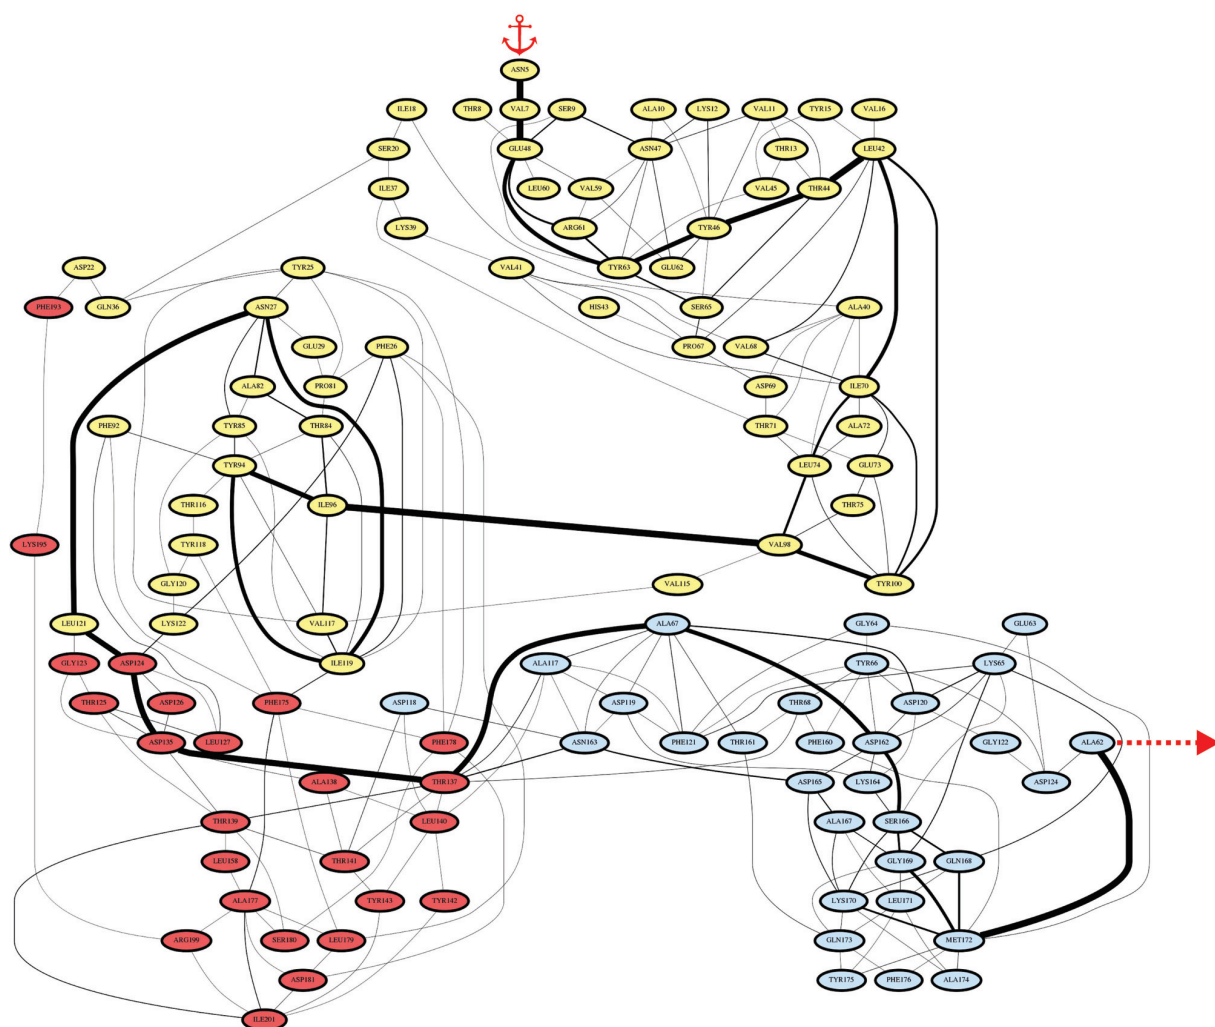 ASN5
ILE18 THR8 VAL7 SER9 ALA10 LYS12 VAL11 TYR15 VAL16
SER20 GLU48 ASN47 THR13 LEU42
ILE37 LEU60 VAL59 VAL45 THR44
LYS39 ARG61 TYR46
ASP22 TYR25 VAL41 TYR63 GLU62
PHE193 GLN36 ASN27 HIS43 SER65 ALA40
GLU29 PHE26 PRO67 VAL68
ALA82 PRO81 ASP69 ILE70
PHE92 TYR85 THR84 THR71 ALA72
TYR94 LEU74 GLU73
THR116 ILE96 THR75
LYS195 TYR118 VAL98
GLY120 VAL115 TYR100
LEU121 LYS122 VAL117 ALA67 GLY64 GLU63
GLY123 ASP124 ILE119 ALA117 TYR66 LYS65
THR125 ASP126 PHE175 ASP118 ASP119 THR68 ASP120
ASP135 LEU127 PHE178 ASN163 PHE121 THR161 PHE160 ASP162 GLY122 ALA62
ALA138 THR137 ASP165 LYS164 ASP124
THR139 LEU140 ALA167 SER166
LEU158 THR141 GLY169 GLN168
ALA177 TYR143 TYR142 LYS170 LEU171
ARG199 SER180 LEU179 GLN173 MET172
ASP181 TYR175 PHE176 ALA174
ILE201